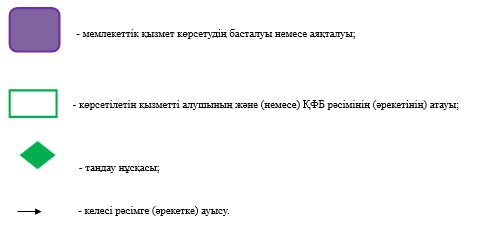 - мемлекеттік қызмет көрсетудің басталуы немесе аяқталуы;
- көрсетілетін қызметті алушының және (немесе) ҚФБ рәсімінің (әрекетінің) атауы;
- таңдау нұсқасы;
- келесі рәсімге (әрекетке) ауысу.